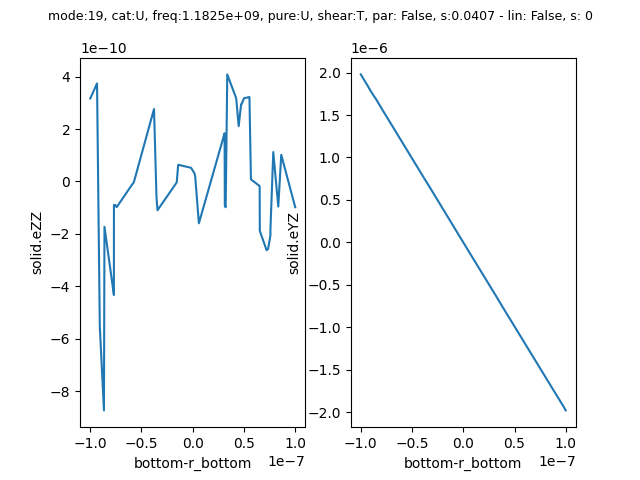 mode:19, cat:U, freq:1.1825e+09, pure:U, shear:T, par: False, s:0.0407 - lin: False, s: 0
1e−10
4
2
0
−2
−4
−6
−8
solid.eZZ
−1.0 −0.5 0.0 0.5 1.0
bottom-r_bottom 1e−7
1e−6
2.0
1.5
1.0
0.5
0.0
−0.5
−1.0
−1.5
−2.0
solid.eYZ
−1.0 −0.5 0.0 0.5 1.0
bottom-r_bottom 1e−7